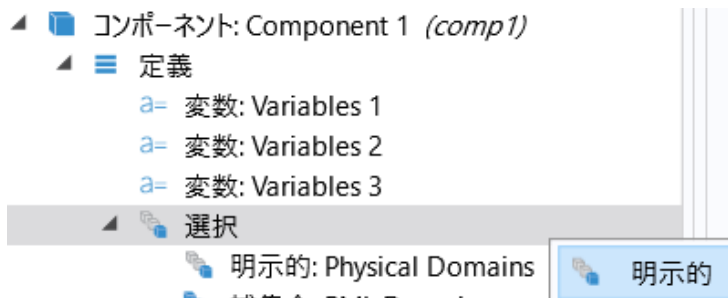 コンポーネント: Component 1 (comp1)
定義
a= 変数: Variables 1
a= 変数: Variables 2
a= 変数: Variables 3
選択
明示的: Physical Domains
明示的